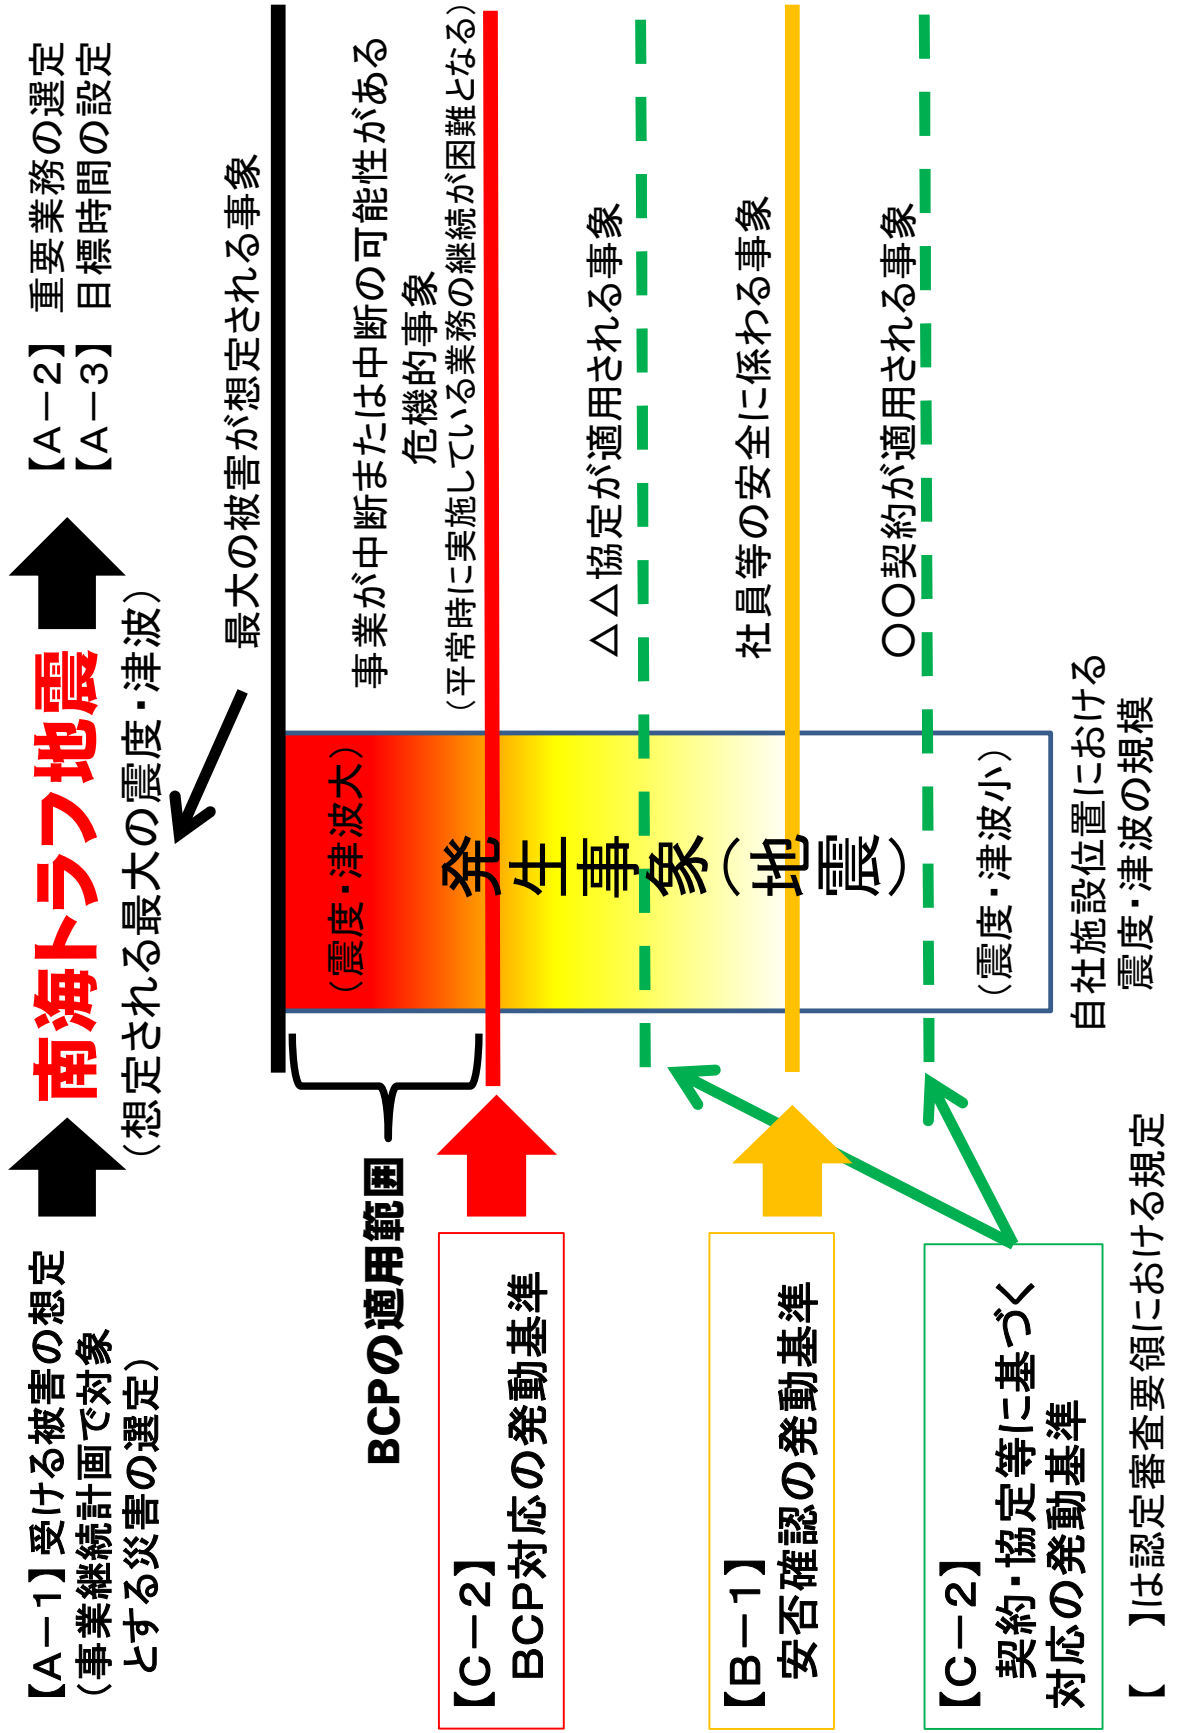 【A－1】受ける被害の想定
（事業継続計画で対象
とする災害の選定）
南海トラフ地震
（想定される最大の震度・津波）
【A－2】 重要業務の選定
【A－3】 目標時間の設定
最大の被害が想定される事象
BCPの適用範囲
（震度・津波大）
事業が中断または中断の可能性がある
危機的事象
（平常時に実施している業務の継続が困難となる）
【C－2】
BCP対応の発動基準
発生事象（地震）
△△協定が適用される事象
【B－1】
安否確認の発動基準
社員等の安全に係わる事象
【C－2】
契約・協定等に基づく
対応の発動基準
〇〇契約が適用される事象
（震度・津波小）
自社施設位置における
震度・津波の規模
【　　】は認定審査要領における規定